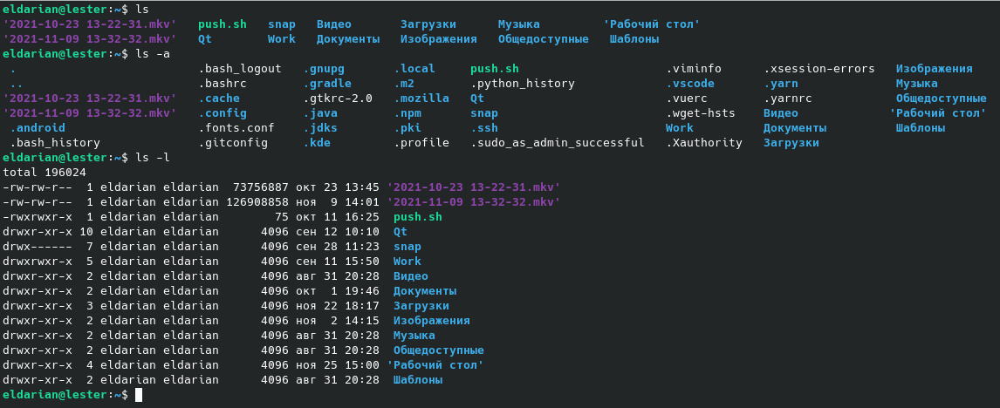 eldarian@lester:~$ ls
'2021-10-23 13-22-31.mkv' push.sh snap Видео Загрузки Музыка 'Рабочий стол'
'2021-11-09 13-32-32.mkv' Qt Work Документы Изображения Общедоступные Шаблоны
eldarian@lester:~$ ls -a
. .bash_logout .gnupg .local push.sh .viminfo .xsession-errors Изображения
.. .bashrc .gradle .m2 .python_history .vscode .yarn Музыка
'2021-10-23 13-22-31.mkv' .cache .gtkrc-2.0 .mozilla Qt .vuerc .yarnrc Общедоступные
'2021-11-09 13-32-32.mkv' .config .java .npm snap .wget-hsts Видео 'Рабочий стол'
.android .fonts.conf .jdks .pki .ssh Work Документы Шаблоны
.bash_history .gitconfig .kde .profile .sudo_as_admin_successful .Xauthority Загрузки
eldarian@lester:~$ ls -l
total 196024
-rw-rw-r-- 1 eldarian eldarian 73756887 окт 23 13:45 '2021-10-23 13-22-31.mkv'
-rw-rw-r-- 1 eldarian eldarian 126908858 ноя 9 14:01 '2021-11-09 13-32-32.mkv'
-rwxrwxr-x 1 eldarian eldarian 75 окт 11 16:25 push.sh
drwxr-xr-x 10 eldarian eldarian 4096 сен 12 10:10 Qt
drwx------ 7 eldarian eldarian 4096 сен 28 11:23 snap
drwxrwxr-x 5 eldarian eldarian 4096 сен 11 15:50 Work
drwxr-xr-x 2 eldarian eldarian 4096 авг 31 20:28 Видео
drwxr-xr-x 2 eldarian eldarian 4096 окт 1 19:46 Документы
drwxr-xr-x 3 eldarian eldarian 4096 ноя 22 18:17 Загрузки
drwxr-xr-x 2 eldarian eldarian 4096 ноя 2 14:15 Изображения
drwxr-xr-x 2 eldarian eldarian 4096 авг 31 20:28 Музыка
drwxr-xr-x 2 eldarian eldarian 4096 авг 31 20:28 Общедоступные
drwxr-xr-x 4 eldarian eldarian 4096 ноя 25 15:00 'Рабочий стол'
drwxr-xr-x 2 eldarian eldarian 4096 авг 31 20:28 Шаблоны
eldarian@lester:~$